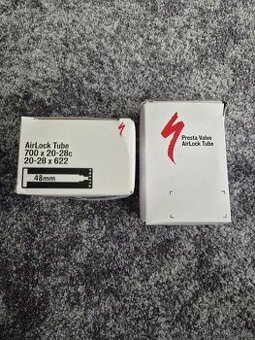 AirLock Tube
700 x 20-28c
20-28 x 622
48mm
Presta Valve
AirLock Tube